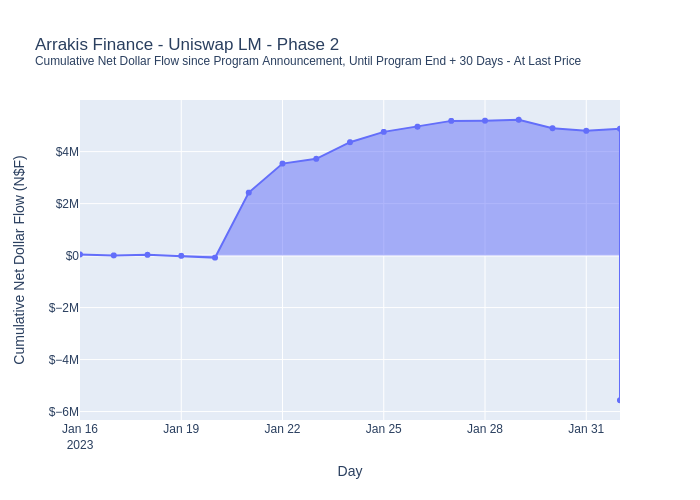 Arrakis Finance - Uniswap LM - Phase 2
Cumulative Net Dollar Flow since Program Announcement, Until Program End + 30 Days - At Last Price
Cumulative Net Dollar Flow (N$F)
$4M
$2M
$0
$−2M
$−4M
$−6M
Jan 16
2023
Jan 19
Jan 22
Jan 25
Jan 28
Jan 31
Day